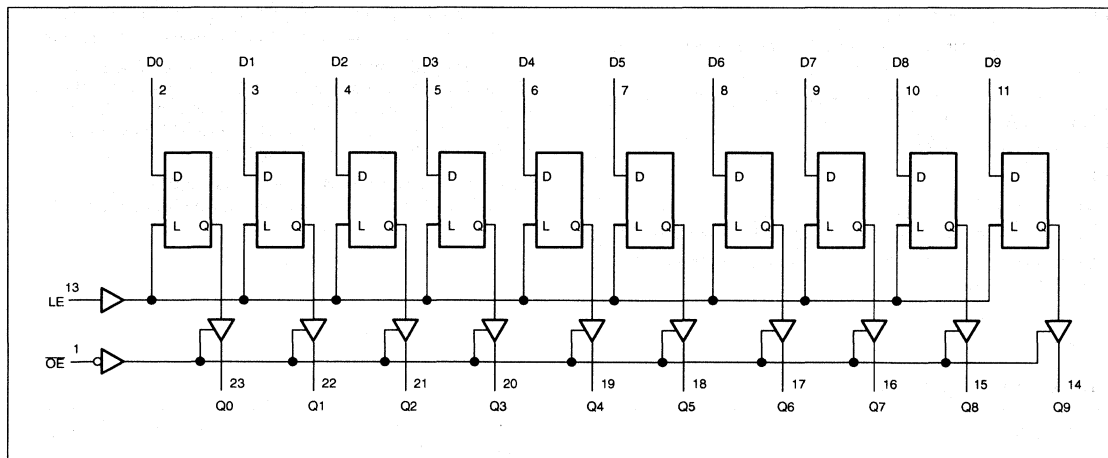 D0 D1 D2 D3 D4 D5 D6 D7 D8 D9
2 3 4 5 6 7 8 9 10 11
D D D D D D D D D D
L Q L Q L Q L Q L Q L Q L Q L Q L Q L Q
LE 13
OE 1
23 22 21 20 19 18 17 16 15 14
Q0 Q1 Q2 Q3 Q4 Q5 Q6 Q7 Q8 Q9